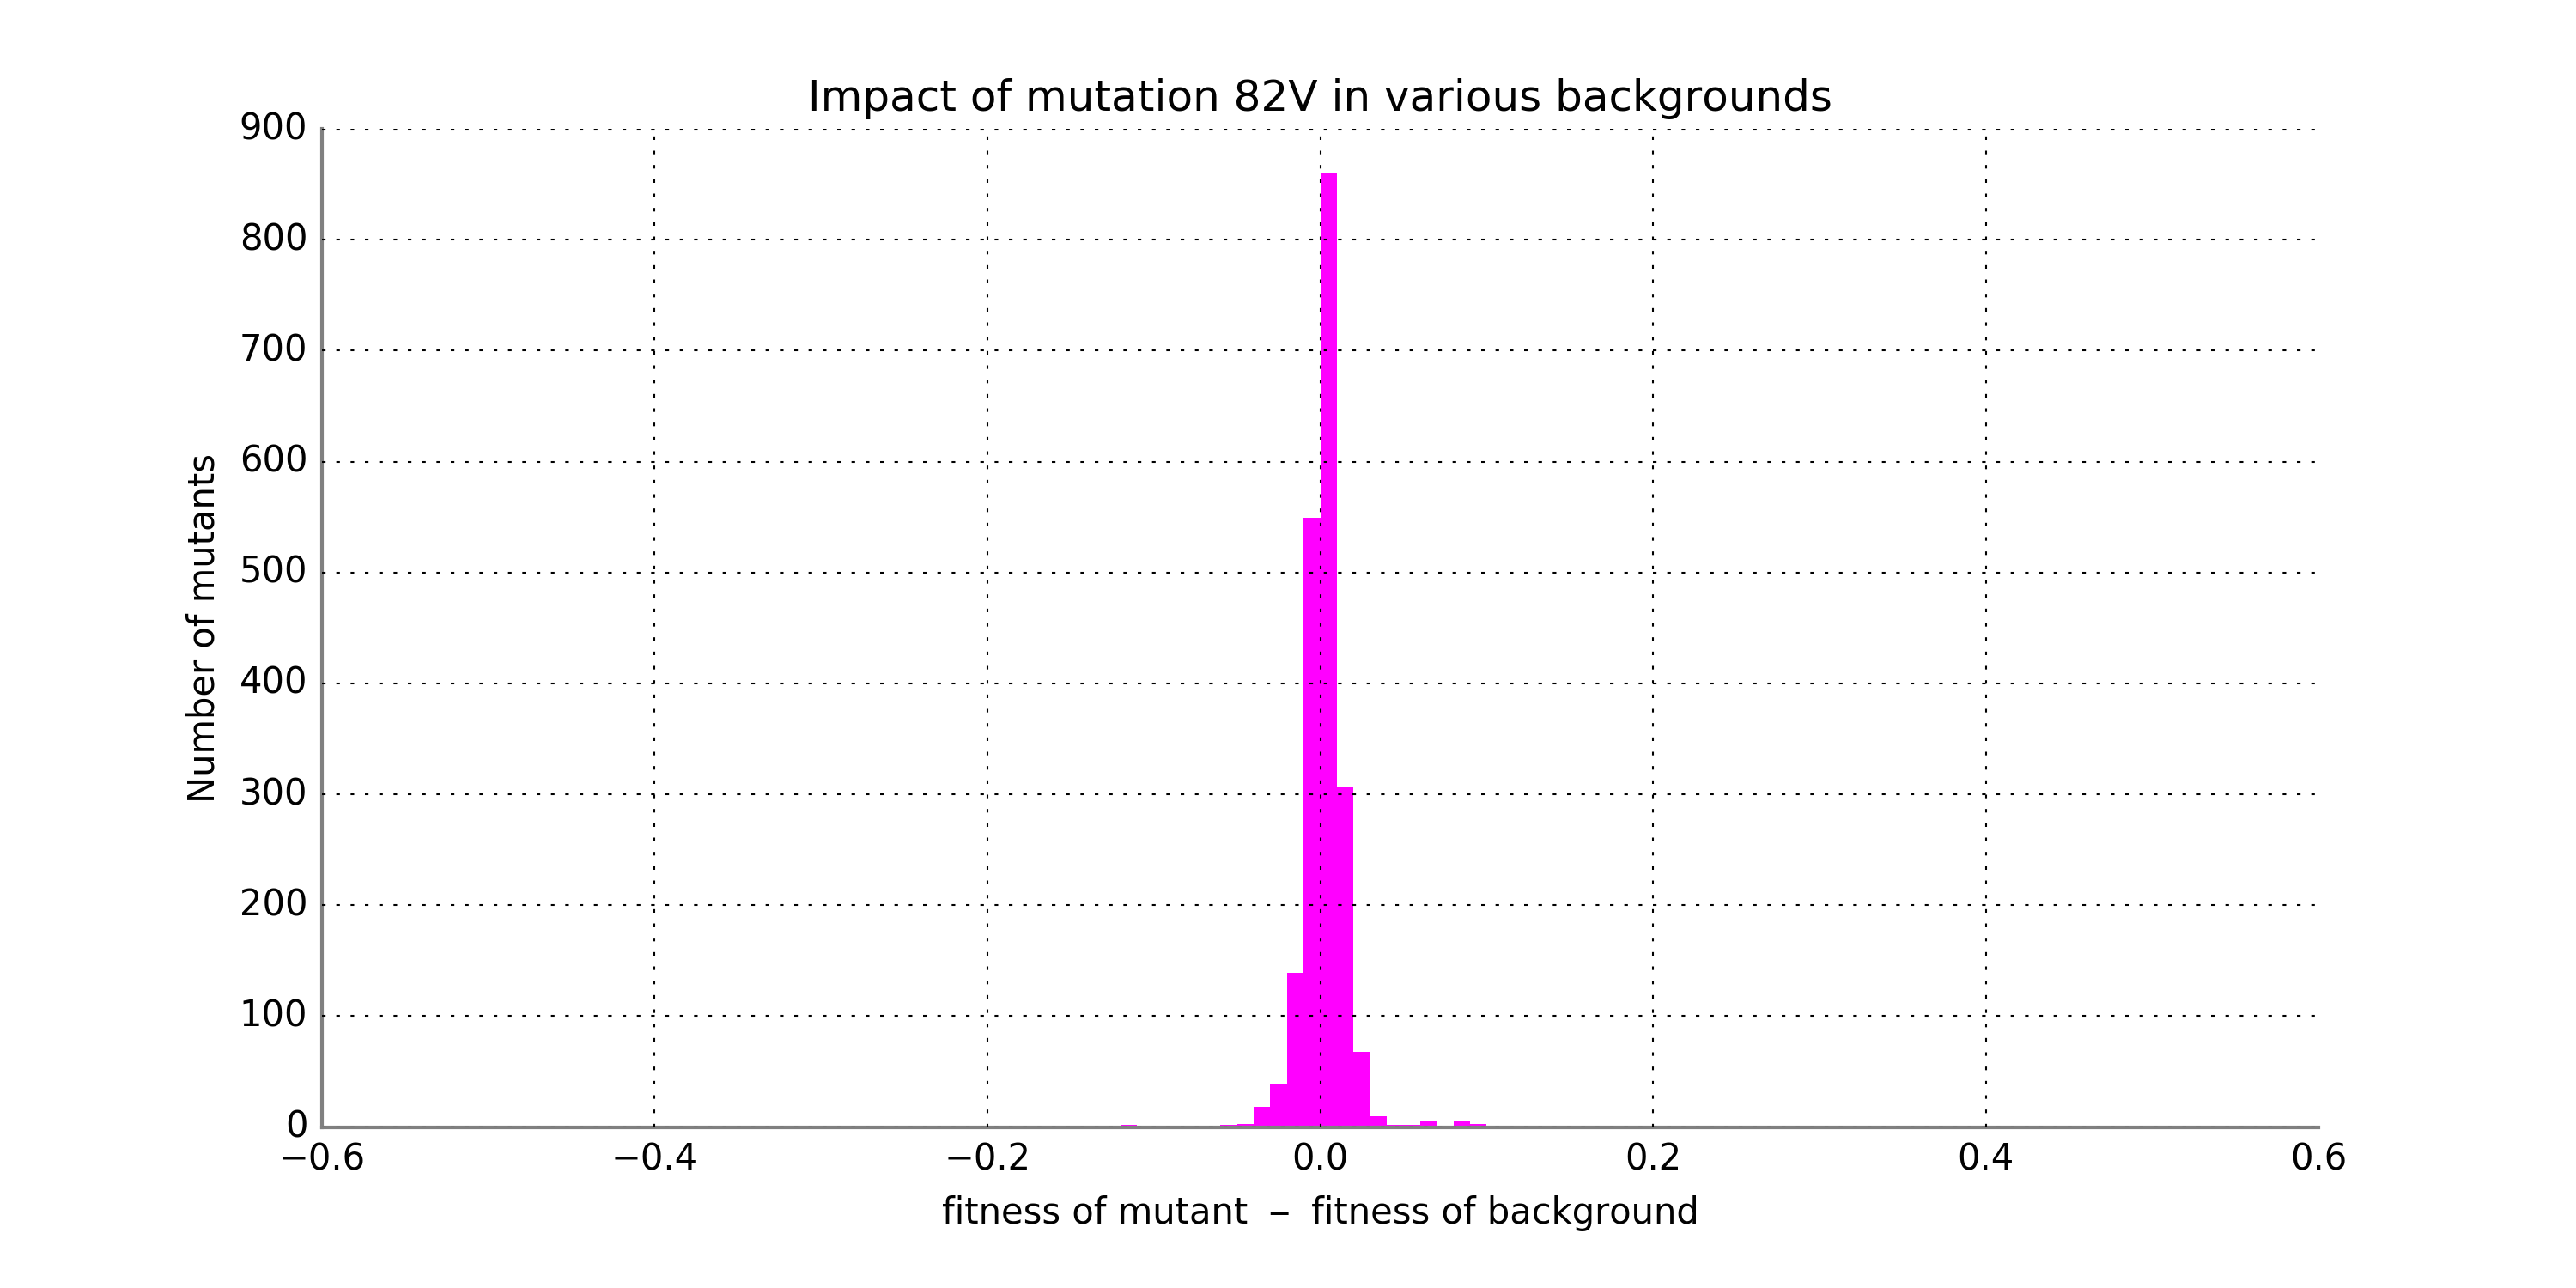 Impact of mutation 82V in various backgrounds
900
800
700
600
500
400
300
200
100
0
Number of mutants
−0.6 −0.4 −0.2 0.0 0.2 0.4 0.6
fitness of mutant − fitness of background